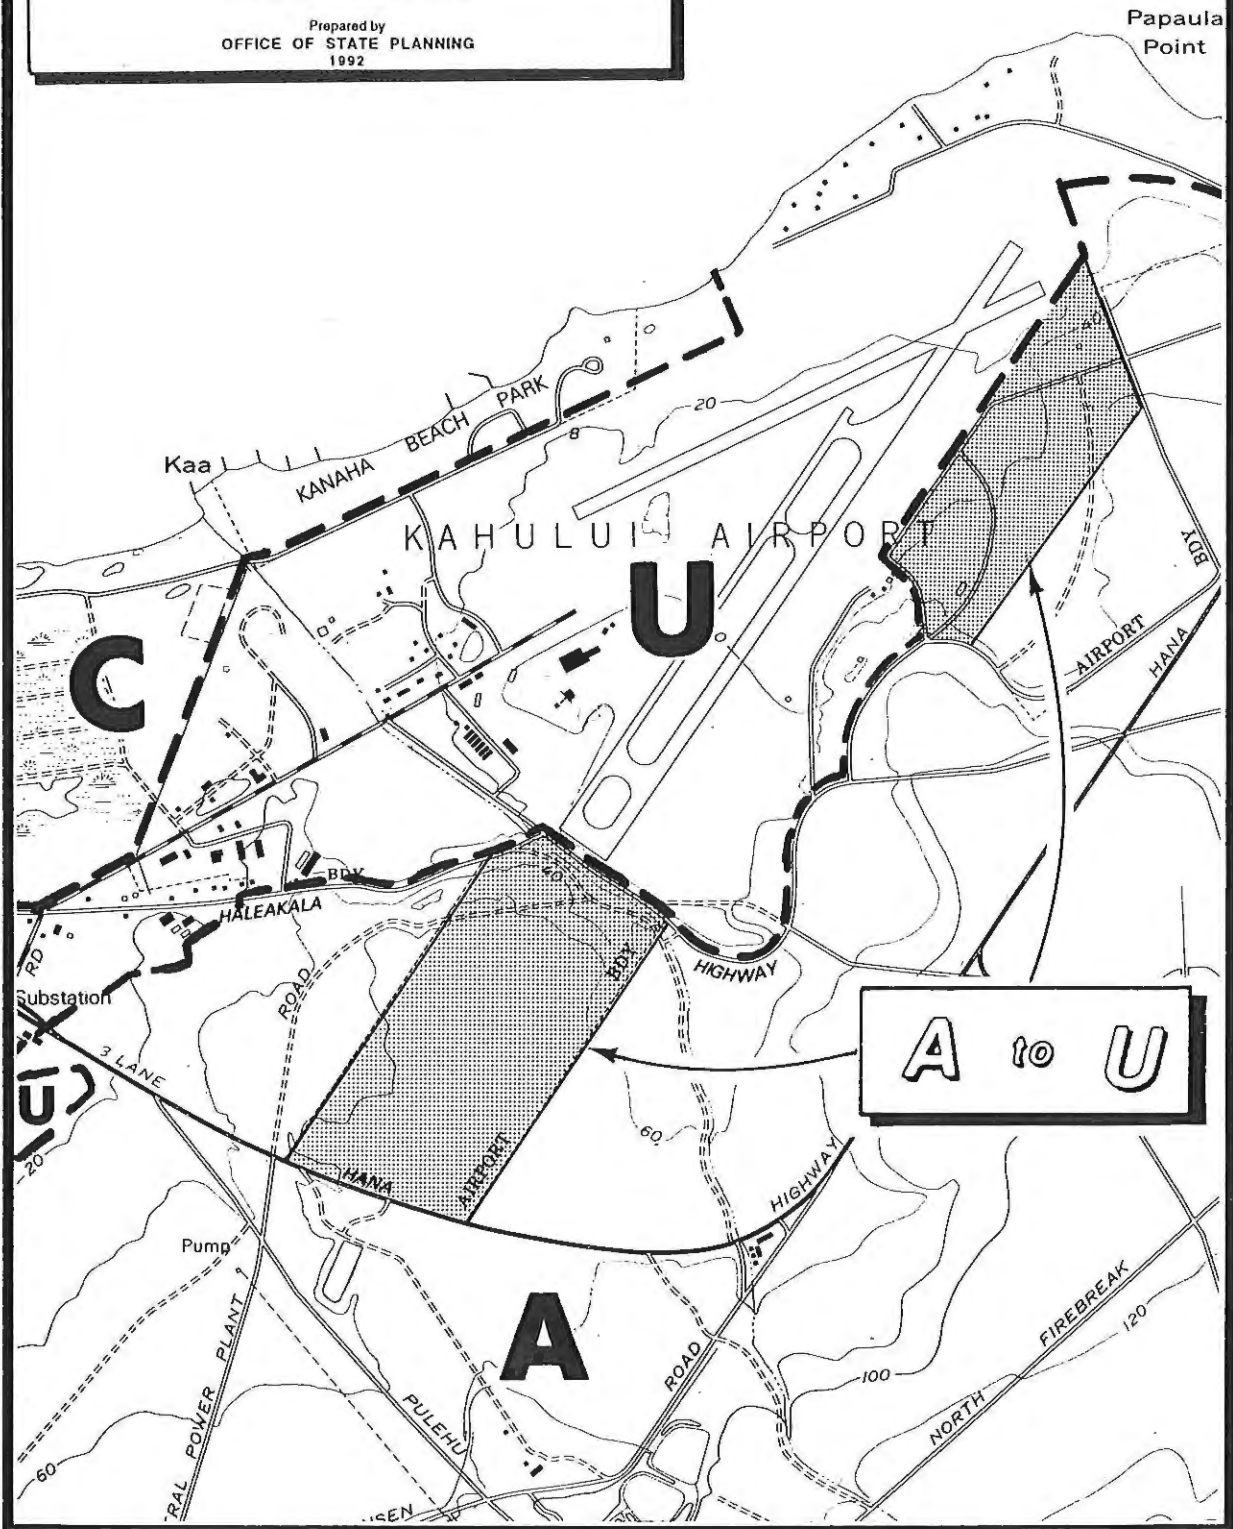 Prepared by
OFFICE OF STATE PLANNING
1992
Papaula
Point
40
20
8
KANAHA BEACH PARK
Kaa
KAHULUI AIRPORT
U
C
BDY
AIRPORT
HANA
BDY
40
HALEAKALA
HIGHWAY
BDY
RD
ROAD
Substation
3 LANE
U
20
A to U
60
HANA
AIRPORT
HIGHWAY
Pump
A
ROAD
FIREBREAK
120
100
NORTH
PULEHU
RAL POWER PLANT
60
SEN